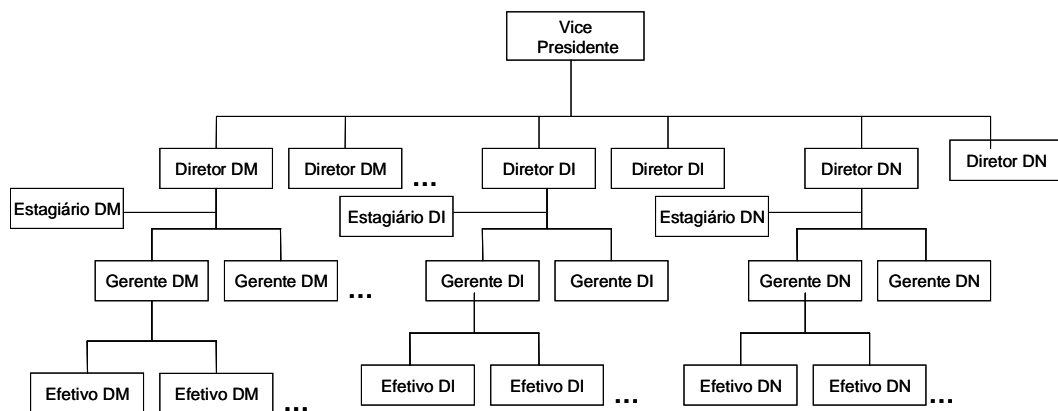 Vice
Presidente
Diretor DM
Diretor DM
...
Diretor DI
Diretor DI
Diretor DN
Diretor DN
Estagiário DM
Estagiário DI
Estagiário DN
Gerente DM
Gerente DM
...
Gerente DI
Gerente DI
Gerente DN
Gerente DN
Efetivo DM
Efetivo DM
...
Efetivo DI
Efetivo DI
...
Efetivo DN
Efetivo DN
...